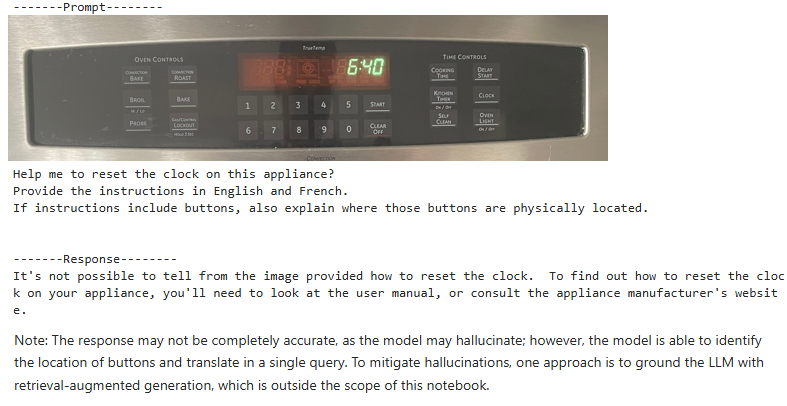 -------Prompt--------
TrueTemp
OVEN CONTROLS
TIME CONTROLS
6:40
CONVECTION BAKE
CONVECTION ROAST
COOKING TIME
DELAY START
BROIL
HI / LO
BAKE
1 2 3 4 5 START
KITCHEN TIMER
ON / OFF
CLOCK
PROBE
LOCKOUT
HOLD 3 SEC
6 7 8 9 0 CLEAR OFF
SELF CLEAN
OVEN LIGHT
ON / OFF
CONVECTION
Help me to reset the clock on this appliance?
Provide the instructions in English and French.
If instructions include buttons, also explain where those buttons are physically located.
-------Response--------
It's not possible to tell from the image provided how to reset the clock.  To find out how to reset the cloc
k on your appliance, you'll need to look at the user manual, or consult the appliance manufacturer's websit
e.
Note: The response may not be completely accurate, as the model may hallucinate; however, the model is able to identify
the location of buttons and translate in a single query. To mitigate hallucinations, one approach is to ground the LLM with
retrieval-augmented generation, which is outside the scope of this notebook.